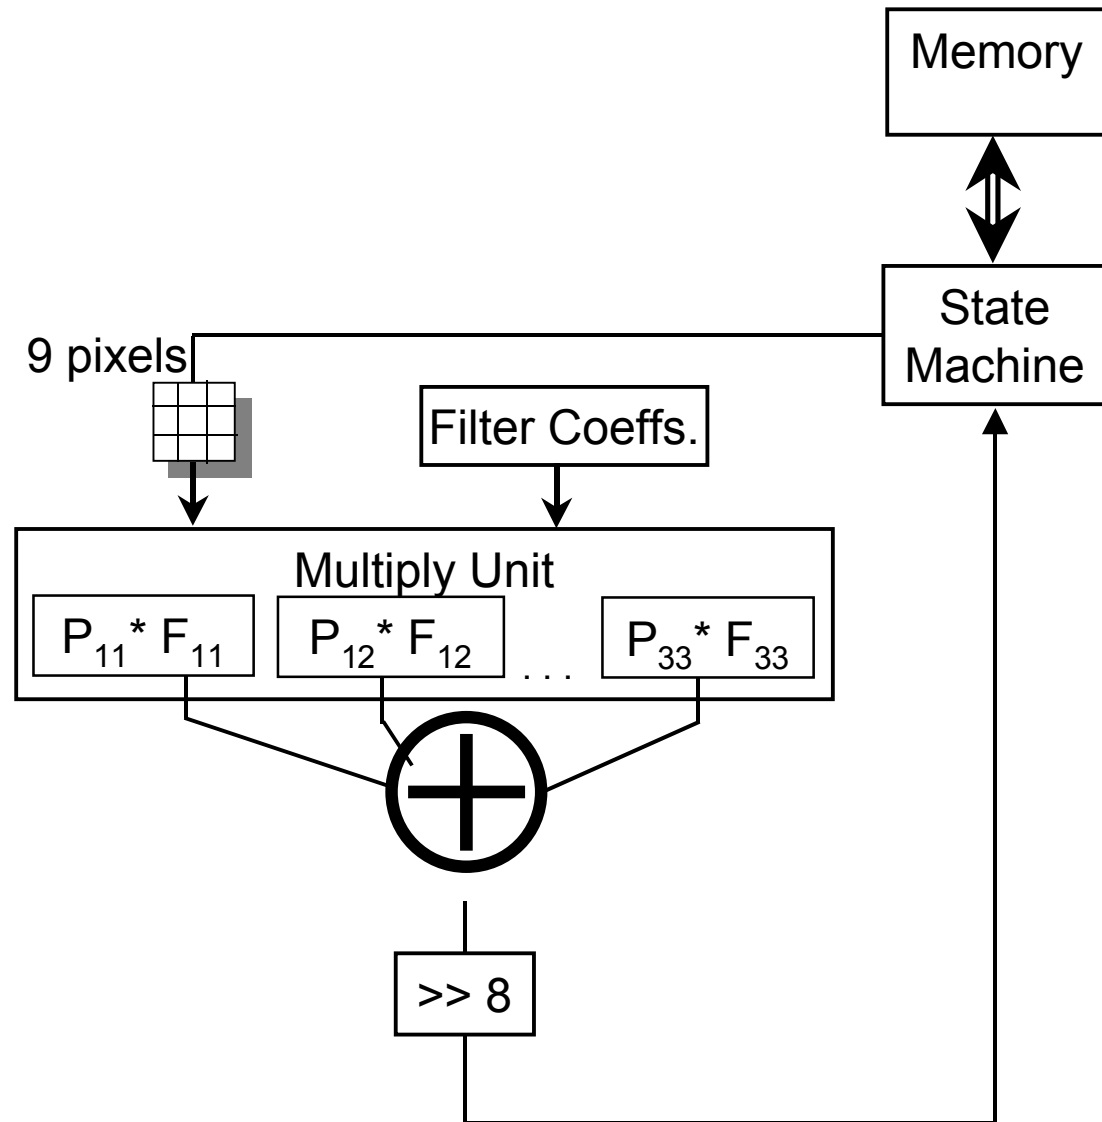 Memory
State
Machine
9 pixels
Filter Coeffs.
Multiply Unit
P11* F11
P12* F12
. . .
P33* F33
>> 8